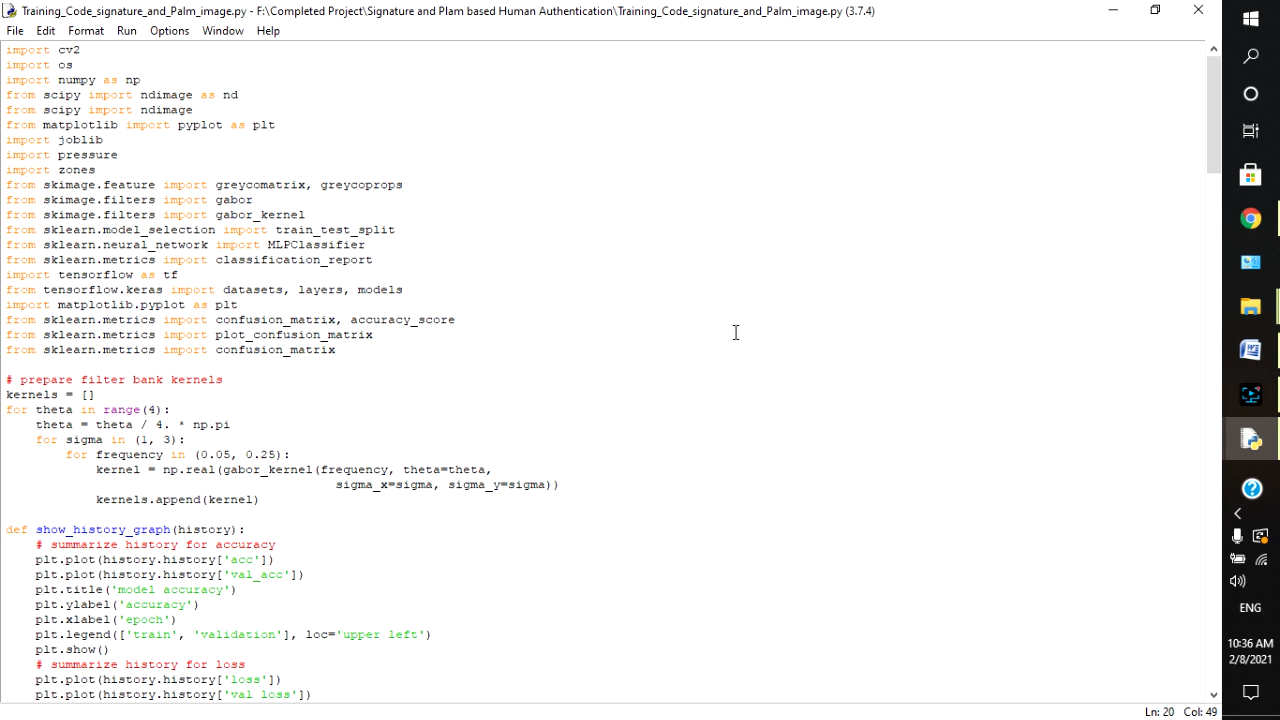 Training_Code_signature_and_Palm_image.py - F:\Completed Project\Signature and Plam based Human Authentication\Training_Code_signature_and_Palm_image.py (3.7.4)
File Edit Format Run Options Window Help
import cv2
import os
import numpy as np
from scipy import ndimage as nd
from scipy import ndimage
from matplotlib import pyplot as plt
import joblib
import pressure
import zones
from skimage.feature import greycomatrix, greycoprops
from skimage.filters import gabor
from skimage.filters import gabor_kernel
from sklearn.model_selection import train_test_split
from sklearn.neural_network import MLPClassifier
from sklearn.metrics import classification_report
import tensorflow as tf
from tensorflow.keras import datasets, layers, models
import matplotlib.pyplot as plt
from sklearn.metrics import confusion_matrix, accuracy_score
from sklearn.metrics import plot_confusion_matrix
from sklearn.metrics import confusion_matrix
# prepare filter bank kernels
kernels = []
for theta in range(4):
    theta = theta / 4. * np.pi
    for sigma in (1, 3):
        for frequency in (0.05, 0.25):
            kernel = np.real(gabor_kernel(frequency, theta=theta,
                                            sigma_x=sigma, sigma_y=sigma))
            kernels.append(kernel)
def show_history_graph(history):
    # summarize history for accuracy
    plt.plot(history.history['acc'])
    plt.plot(history.history['val_acc'])
    plt.title('model accuracy')
    plt.ylabel('accuracy')
    plt.xlabel('epoch')
    plt.legend(['train', 'validation'], loc='upper left')
    plt.show()
    # summarize history for loss
    plt.plot(history.history['loss'])
    plt.plot(history.history['val_loss'])
Ln: 20 Col: 49
ENG
10:36 AM
2/8/2021